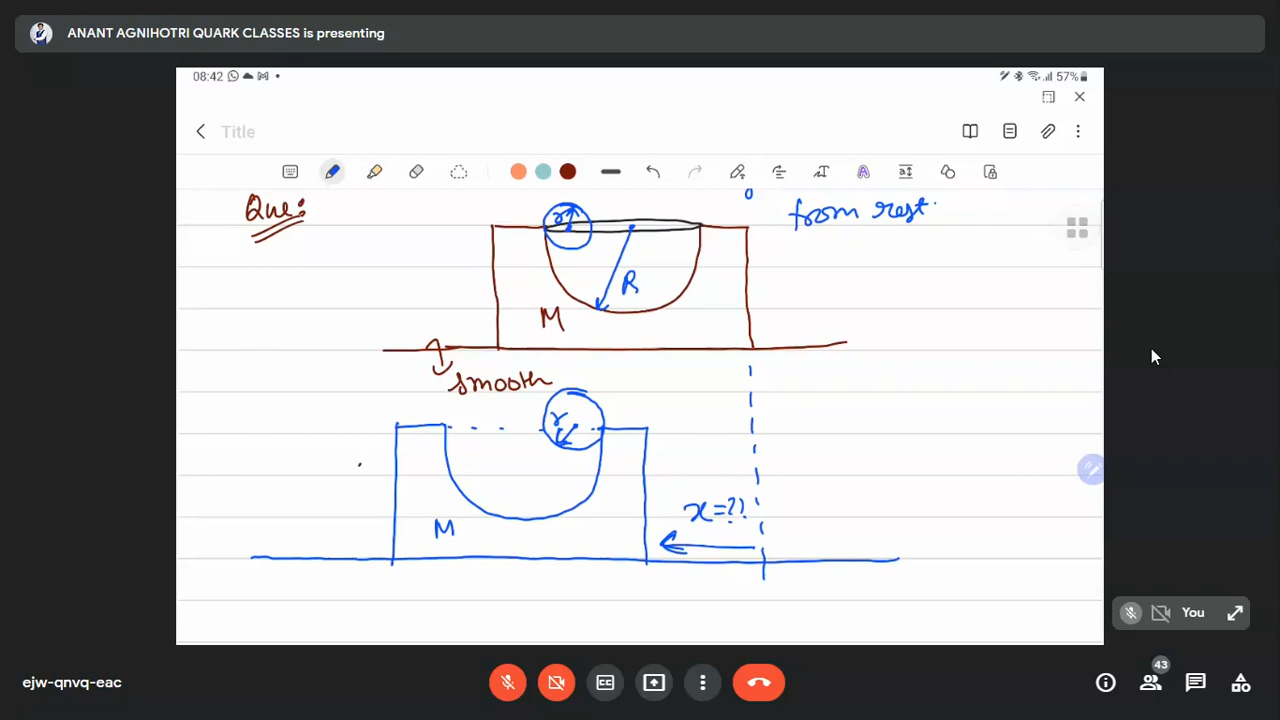 ANANT AGNIHOTRI QUARK CLASSES is presenting
08:42
57%
Title
Que:
r
from rest.
R
M
smooth
r
x=??
M
You
ejw-qnvq-eac
43